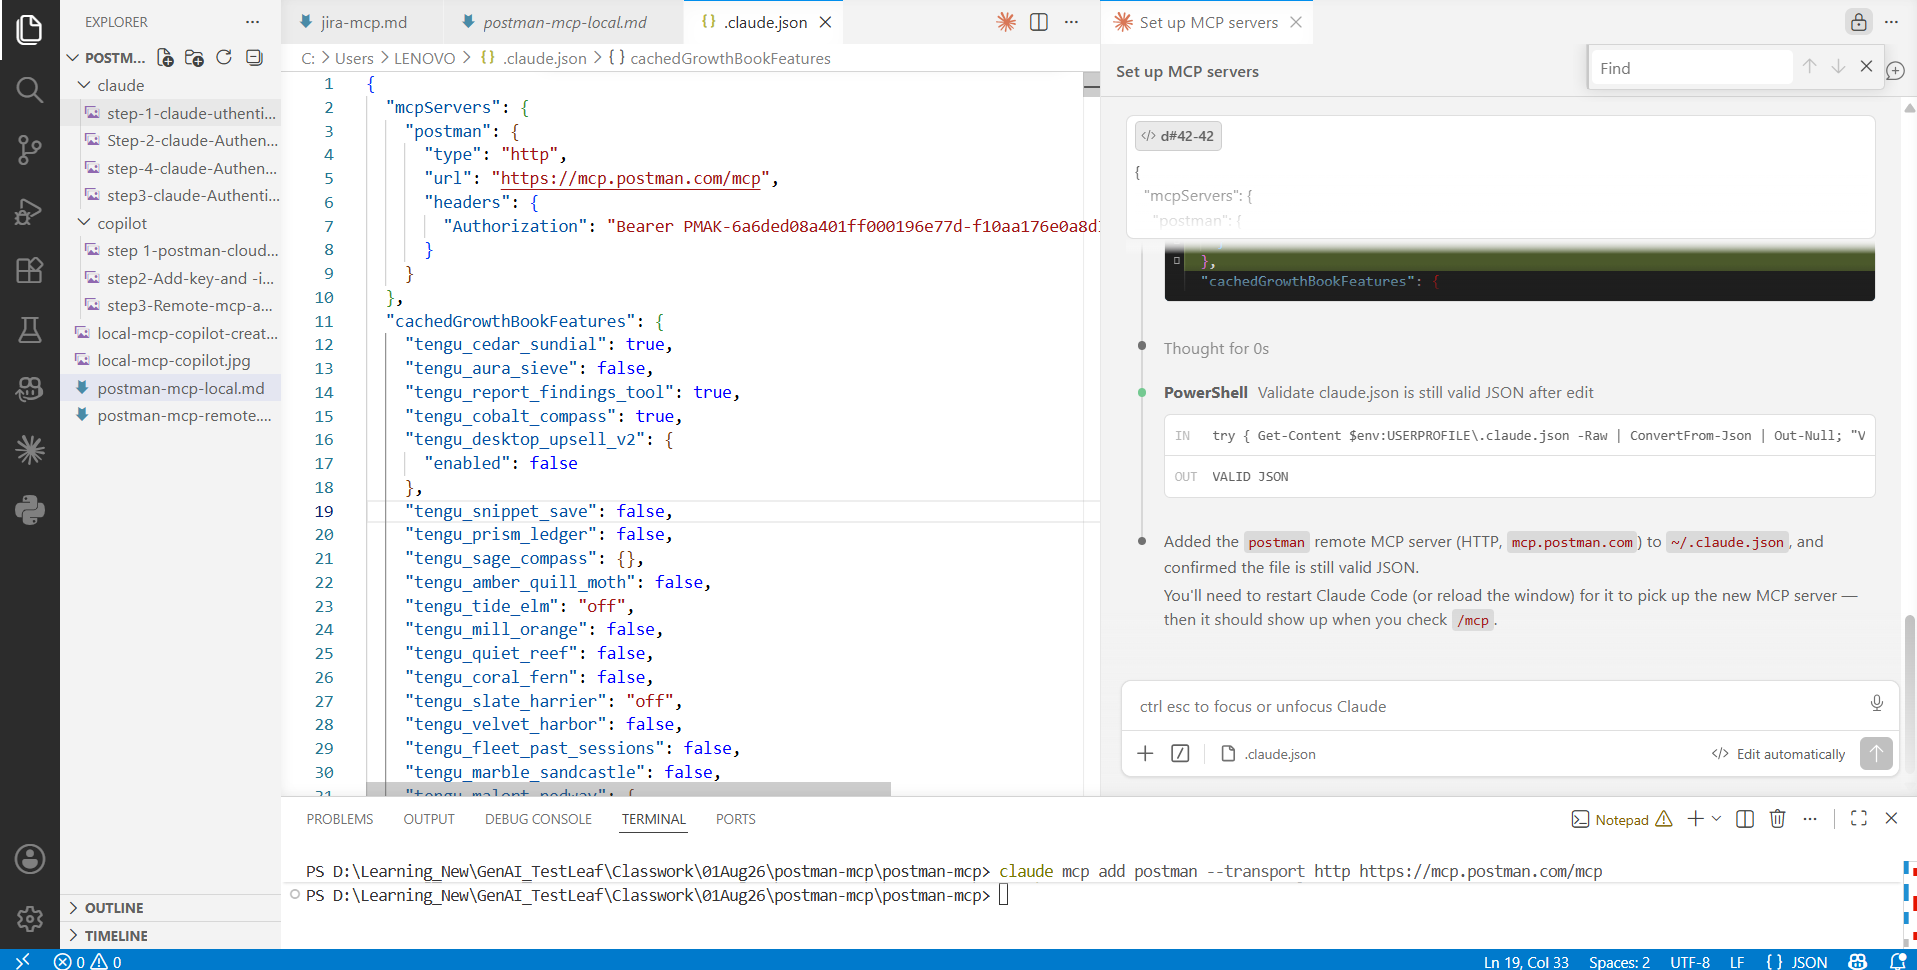 EXPLORER
POSTM...
claude
step-1-claude-uthenti...
Step-2-claude-Authen...
step-4-claude-Authen...
step3-claude-Authenti...
copilot
step 1-postman-cloud...
step2-Add-key-and -i...
step3-Remote-mcp-a...
local-mcp-copilot-creat...
local-mcp-copilot.jpg
postman-mcp-local.md
postman-mcp-remote....
OUTLINE
TIMELINE
jira-mcp.md
postman-mcp-local.md
{} .claude.json
C: > Users > LENOVO > {} .claude.json > {} cachedGrowthBookFeatures
1 {
2 "mcpServers": {
3 "postman": {
4 "type": "http",
5 "url": "https://mcp.postman.com/mcp",
6 "headers": {
7 "Authorization": "Bearer PMAK-6a6ded08a401ff000196e77d-f10aa176e0a8d
8 }
9 }
10 },
11 "cachedGrowthBookFeatures": {
12 "tengu_cedar_sundial": true,
13 "tengu_aura_sieve": false,
14 "tengu_report_findings_tool": true,
15 "tengu_cobalt_compass": true,
16 "tengu_desktop_upsell_v2": {
17 "enabled": false
18 },
19 "tengu_snippet_save": false,
20 "tengu_prism_ledger": false,
21 "tengu_sage_compass": {},
22 "tengu_amber_quill_moth": false,
23 "tengu_tide_elm": "off",
24 "tengu_mill_orange": false,
25 "tengu_quiet_reef": false,
26 "tengu_coral_fern": false,
27 "tengu_slate_harrier": "off",
28 "tengu_velvet_harbor": false,
29 "tengu_fleet_past_sessions": false,
30 "tengu_marble_sandcastle": false,
Set up MCP servers
Set up MCP servers
Find
</> d#42-42
{
"mcpServers": {
"postman": {
},
"cachedGrowthBookFeatures": {
Thought for 0s
PowerShell Validate claude.json is still valid JSON after edit
IN try { Get-Content $env:USERPROFILE\.claude.json -Raw | ConvertFrom-Json | Out-Null; "V
OUT VALID JSON
Added the postman remote MCP server (HTTP, mcp.postman.com) to ~/.claude.json, and
confirmed the file is still valid JSON.
You'll need to restart Claude Code (or reload the window) for it to pick up the new MCP server —
then it should show up when you check /mcp.
ctrl esc to focus or unfocus Claude
.claude.json
</> Edit automatically
PROBLEMS OUTPUT DEBUG CONSOLE TERMINAL PORTS
Notepad
PS D:\Learning_New\GenAI_TestLeaf\Classwork\01Aug26\postman-mcp\postman-mcp> claude mcp add postman --transport http https://mcp.postman.com/mcp
PS D:\Learning_New\GenAI_TestLeaf\Classwork\01Aug26\postman-mcp\postman-mcp>
0 0
Ln 19, Col 33 Spaces: 2 UTF-8 LF {} JSON